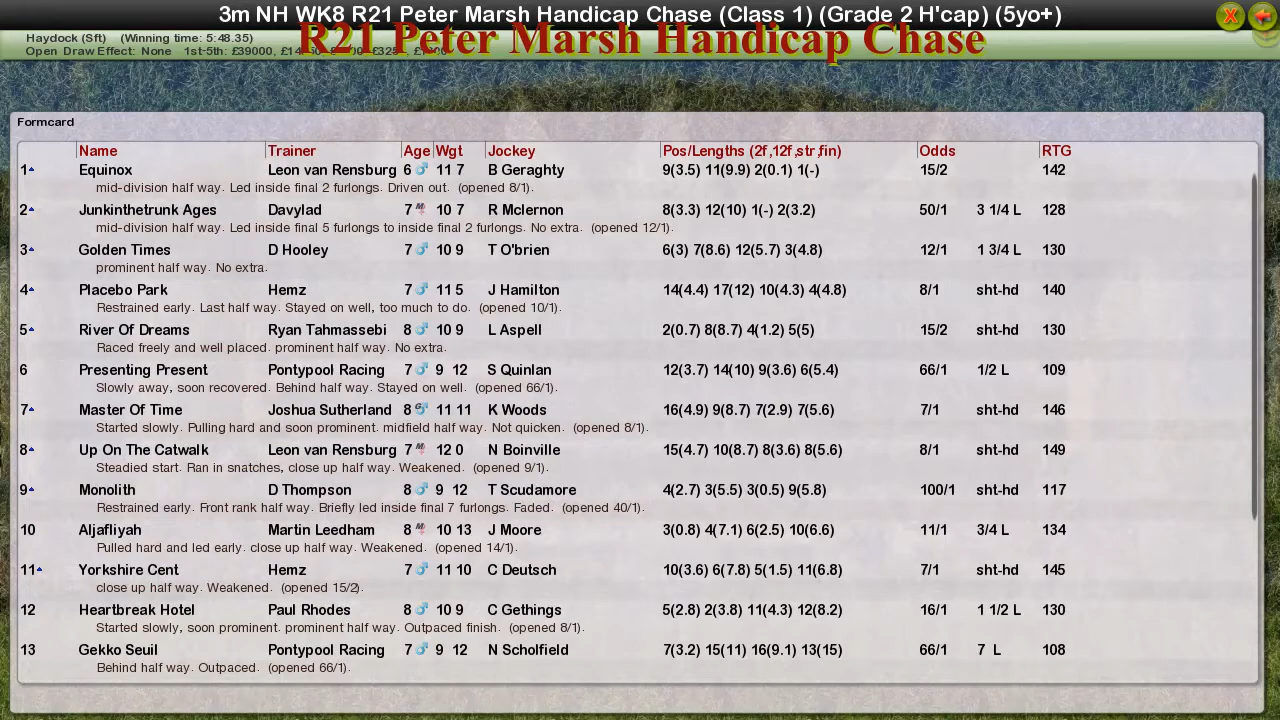 3m NH WK8 R21 Peter Marsh Handicap Chase (Class 1) (Grade 2 H'cap) (5yo+)
R21 Peter Marsh Handicap Chase
Haydock (Sft) (Winning time: 5:48.35)
Open Draw Effect: None 1st-5th: £39000,
Formcard
Name Trainer Age Wgt Jockey Pos/Lengths (2f,12f,str,fin) Odds RTG
1 Equinox Leon van Rensburg 6 11 7 B Geraghty 9(3.5) 11(9.9) 2(0.1) 1(-) 15/2 142
mid-division half way. Led inside final 2 furlongs. Driven out. (opened 8/1).
2 Junkinthetrunk Ages Davylad 7 10 7 R Mclernon 8(3.3) 12(10) 1(-) 2(3.2) 50/1 3 1/4 L 128
mid-division half way. Led inside final 5 furlongs to inside final 2 furlongs. No extra. (opened 12/1).
3 Golden Times D Hooley 7 10 9 T O'brien 6(3) 7(8.6) 12(5.7) 3(4.8) 12/1 1 3/4 L 130
prominent half way. No extra.
4 Placebo Park Hemz 7 11 5 J Hamilton 14(4.4) 17(12) 10(4.3) 4(4.8) 8/1 sht-hd 140
Restrained early. Last half way. Stayed on well, too much to do. (opened 10/1).
5 River Of Dreams Ryan Tahmassebi 8 10 9 L Aspell 2(0.7) 8(8.7) 4(1.2) 5(5) 15/2 sht-hd 130
Raced freely and well placed. prominent half way. No extra.
6 Presenting Present Pontypool Racing 7 9 12 S Quinlan 12(3.7) 14(10) 9(3.6) 6(5.4) 66/1 1/2 L 109
Slowly away, soon recovered. Behind half way. Stayed on well. (opened 66/1).
7 Master Of Time Joshua Sutherland 8 11 11 K Woods 16(4.9) 9(8.7) 7(2.9) 7(5.6) 7/1 sht-hd 146
Started slowly. Pulling hard and soon prominent. midfield half way. Not quicken. (opened 8/1).
8 Up On The Catwalk Leon van Rensburg 7 12 0 N Boinville 15(4.7) 10(8.7) 8(3.6) 8(5.6) 8/1 sht-hd 149
Steadied start. Ran in snatches, close up half way. Weakened. (opened 9/1).
9 Monolith D Thompson 8 9 12 T Scudamore 4(2.7) 3(5.5) 3(0.5) 9(5.8) 100/1 sht-hd 117
Restrained early. Front rank half way. Briefly led inside final 7 furlongs. Faded. (opened 40/1).
10 Aljafliyah Martin Leedham 8 10 13 J Moore 3(0.8) 4(7.1) 6(2.5) 10(6.6) 11/1 3/4 L 134
Pulled hard and led early. close up half way. Weakened. (opened 14/1).
11 Yorkshire Cent Hemz 7 11 10 C Deutsch 10(3.6) 6(7.8) 5(1.5) 11(6.8) 7/1 sht-hd 145
close up half way. Weakened. (opened 15/2).
12 Heartbreak Hotel Paul Rhodes 8 10 9 C Gethings 5(2.8) 2(3.8) 11(4.3) 12(8.2) 16/1 1 1/2 L 130
Started slowly, soon prominent. prominent half way. Outpaced finish. (opened 8/1).
13 Gekko Seuil Pontypool Racing 7 9 12 N Scholfield 7(3.2) 15(11) 16(9.1) 13(15) 66/1 7 L 108
Behind half way. Outpaced. (opened 66/1).